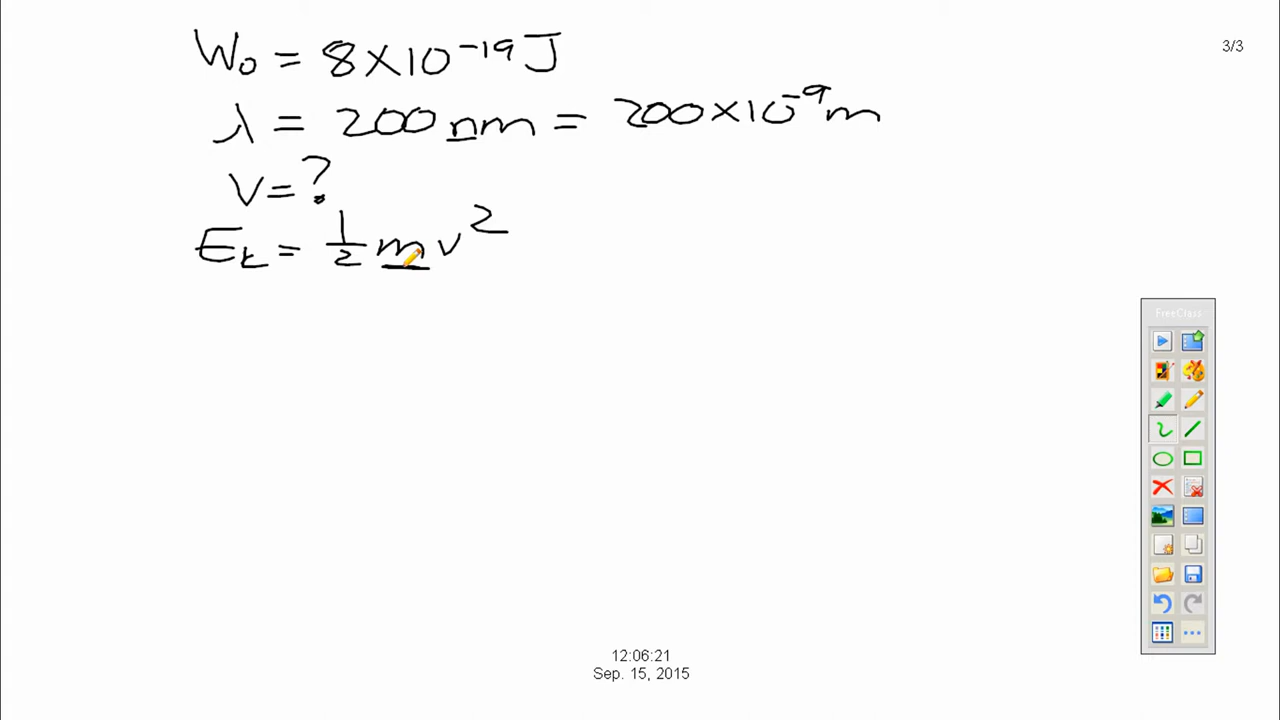 3/3
W₀ = 8×10⁻¹⁹ J
λ = 200 nm = 200×10⁻⁹ m
v = ?
Eₖ = ½ m v²
FreeClass
12:06:21
Sep. 15, 2015